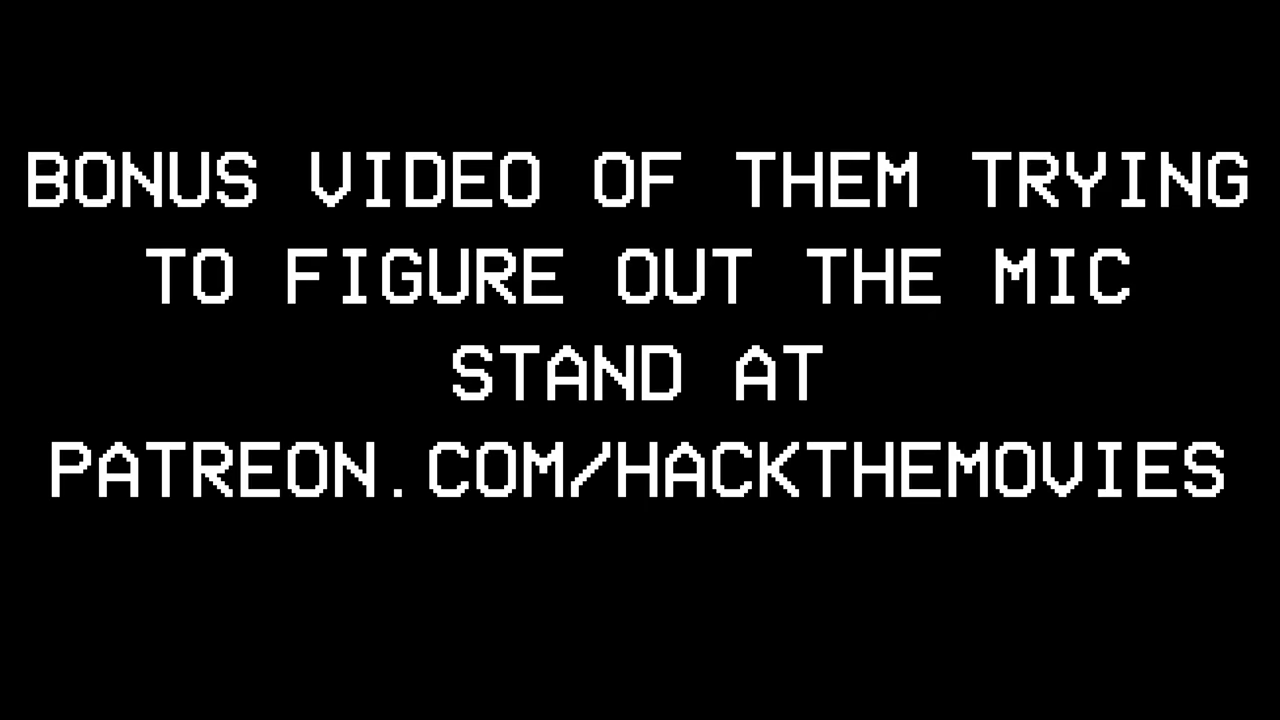 BONUS VIDEO OF THEM TRYING
TO FIGURE OUT THE MIC
STAND AT
PATREON.COM/HACKTHEMOVIES